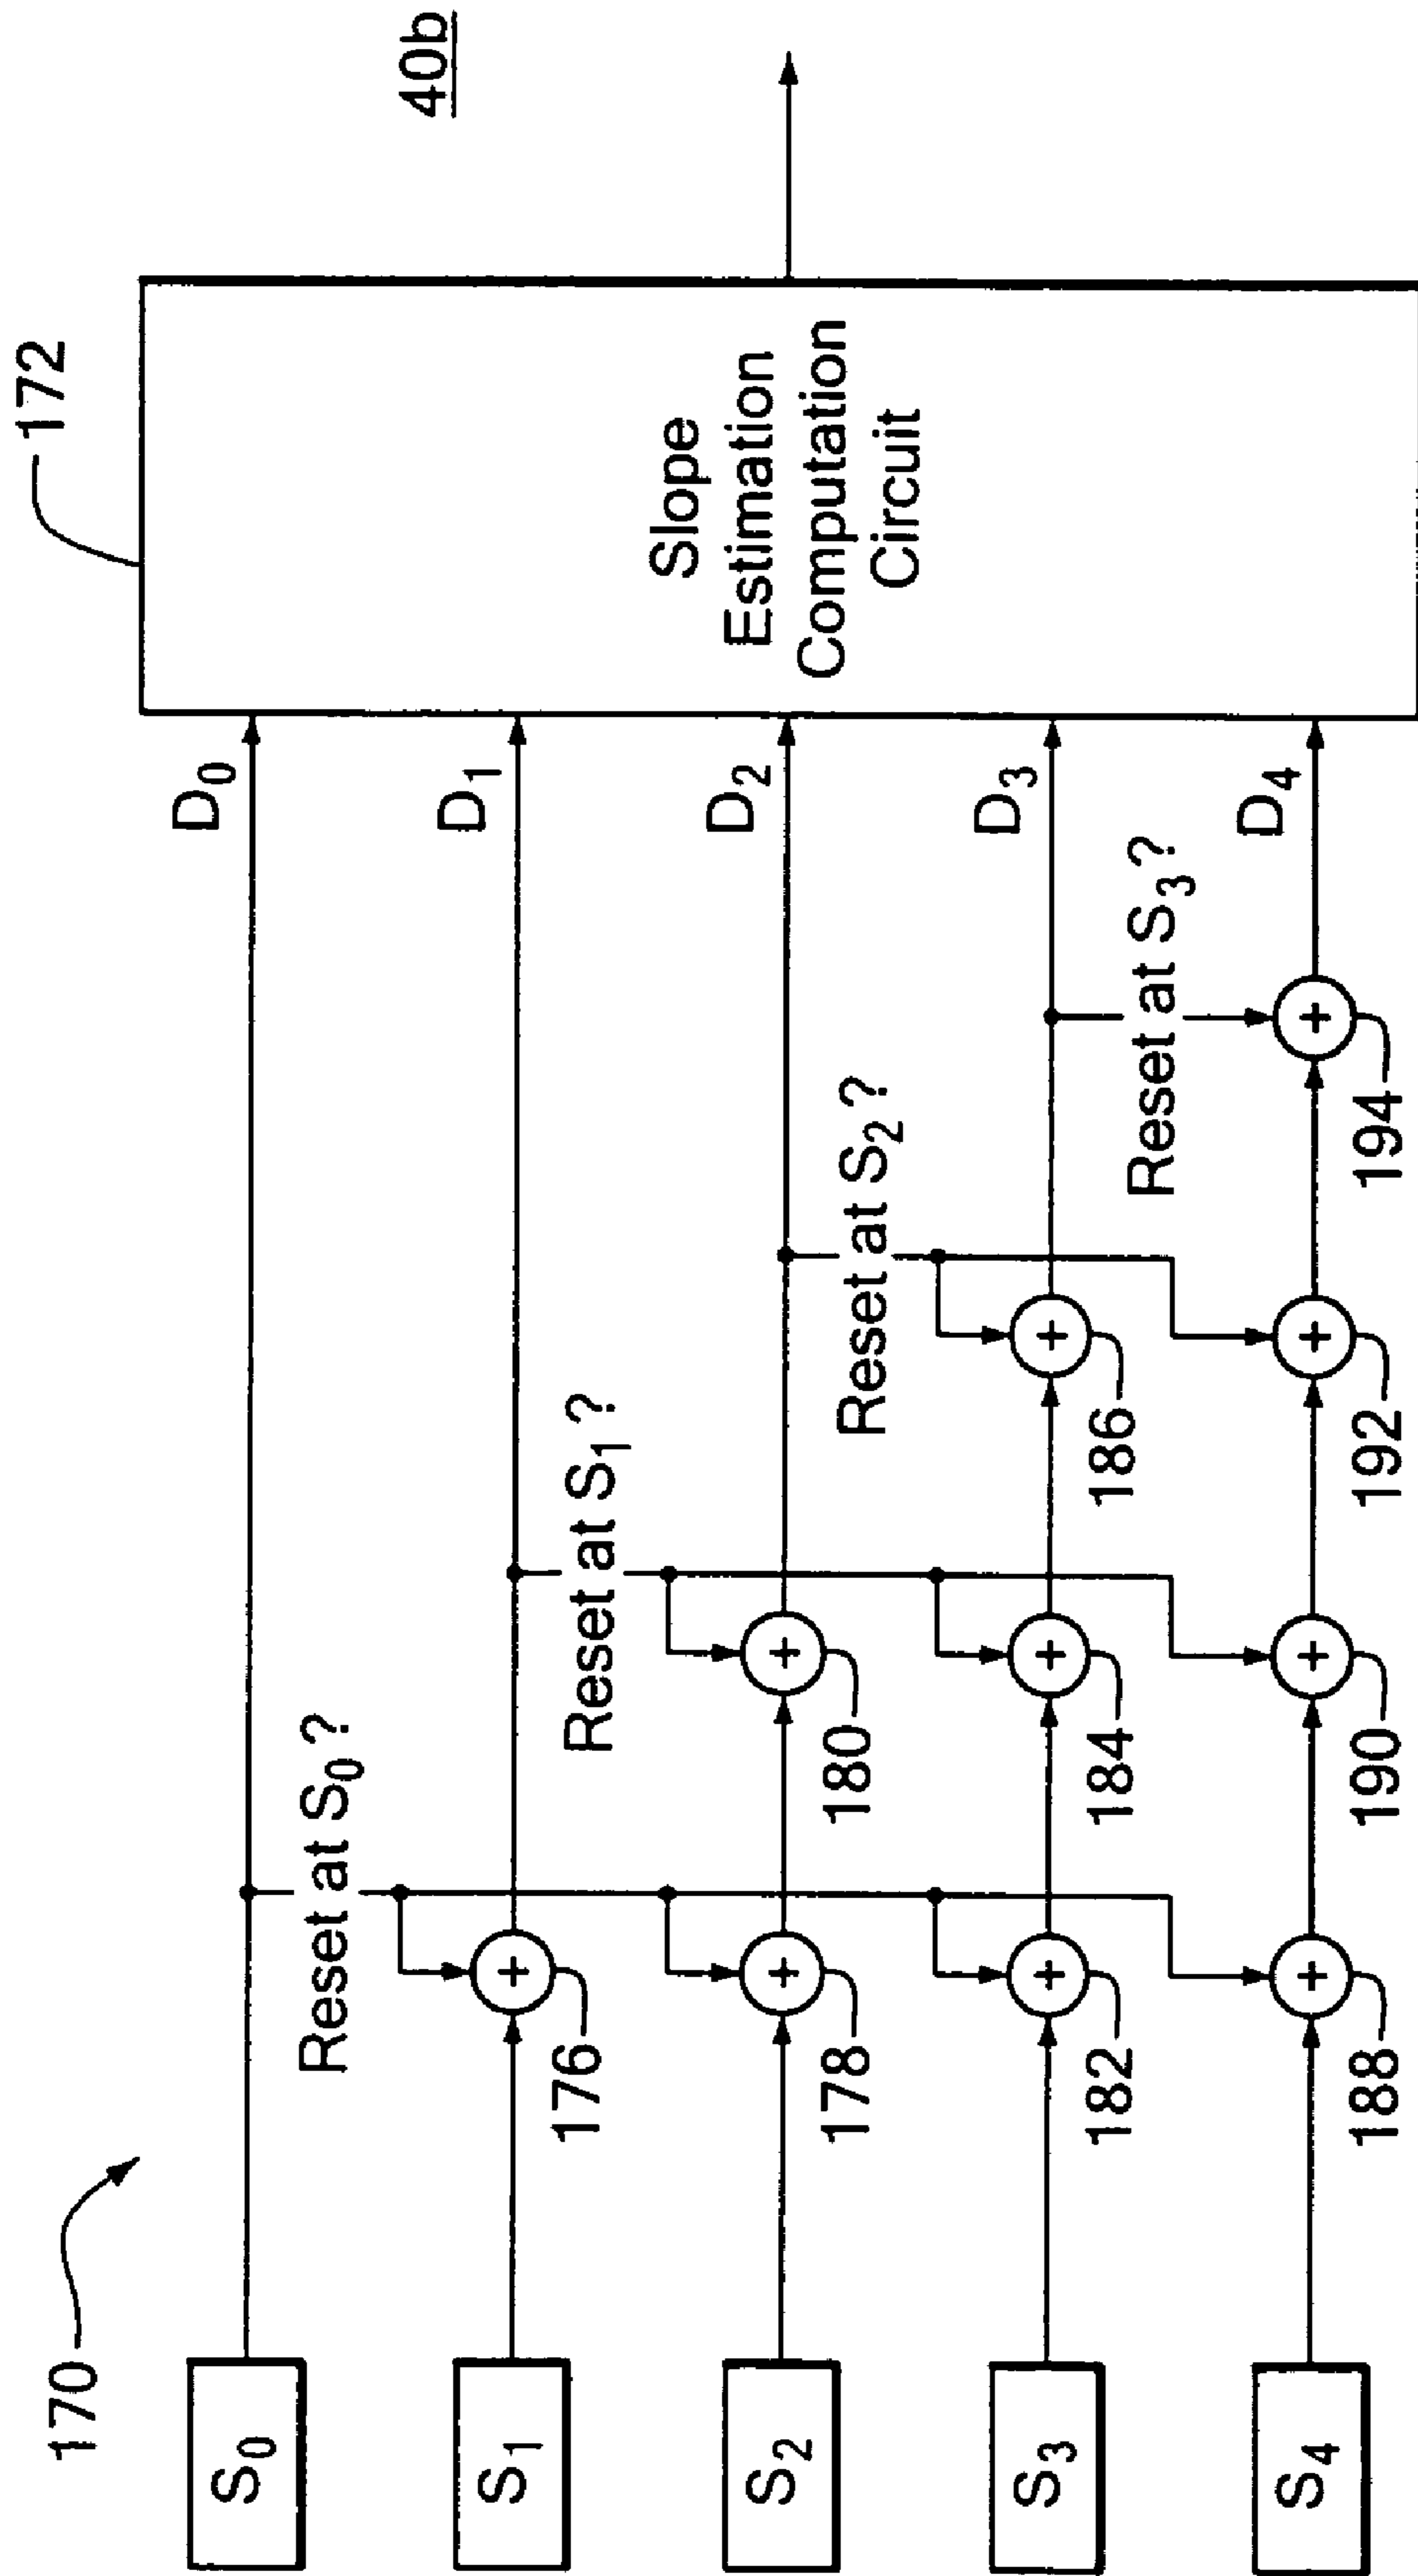 40b
172
170
Slope
Estimation
Computation
Circuit
S0
D0
Reset at S0?
S1
176
D1
Reset at S1?
S2
178
180
D2
Reset at S2?
S3
182
184
186
D3
Reset at S3?
S4
188
190
192
194
D4